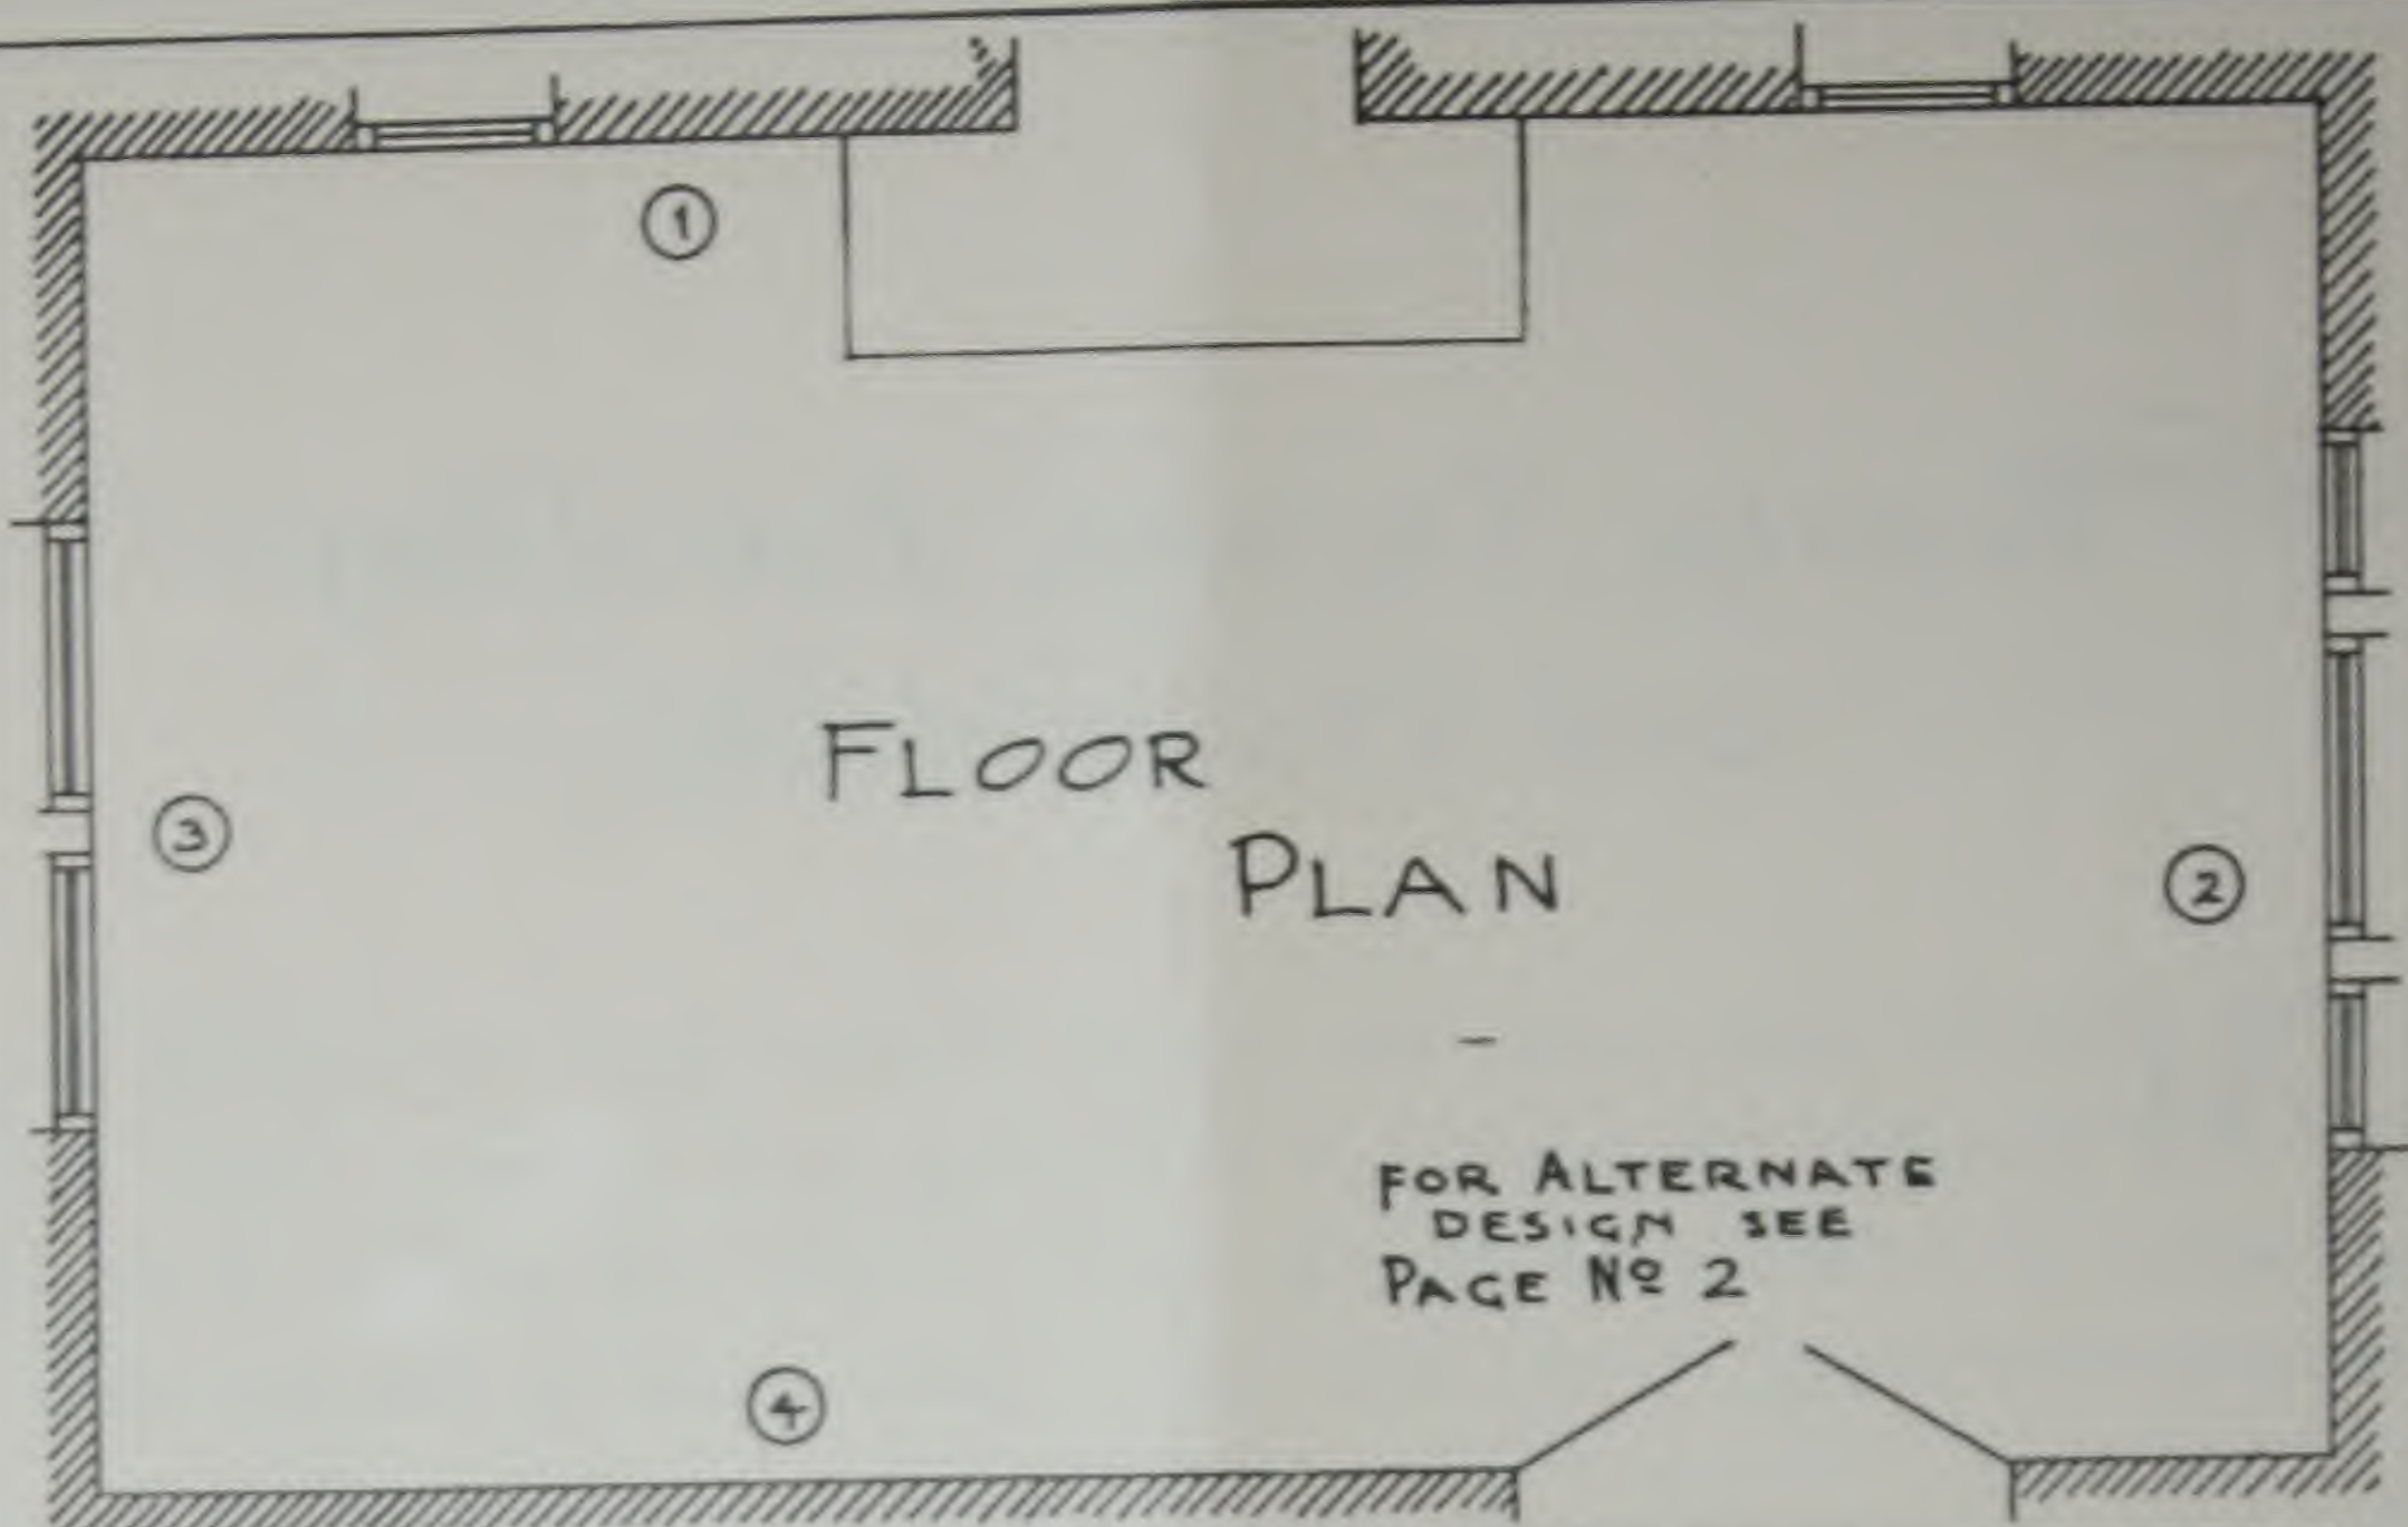 1
3
FLOOR
PLAN
2
FOR ALTERNATE
DESIGN SEE
PAGE Nº 2
4